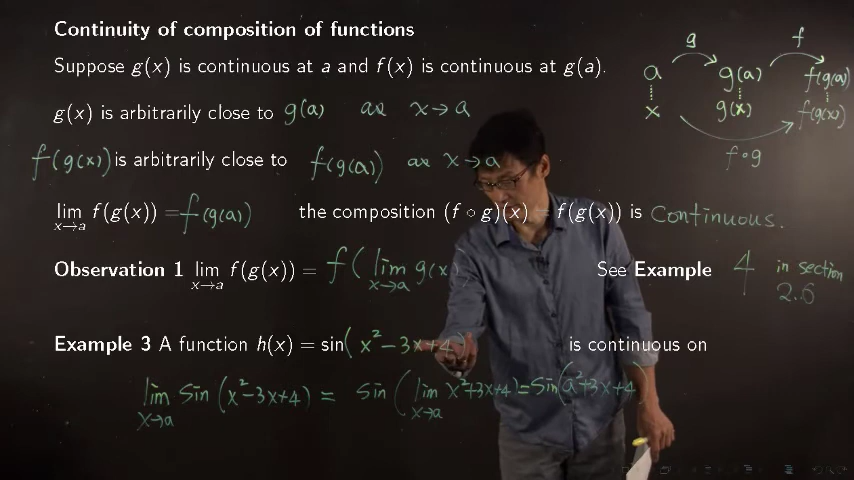 Continuity of composition of functions
g f
Suppose g(x) is continuous at a and f(x) is continuous at g(a).
a g(a) f(g(a))
x g(x) f(g(x))
f∘g
g(x) is arbitrarily close to g(a) as x→a
f(g(x)) is arbitrarily close to f(g(a)) as x→a
lim x→a f(g(x)) = f(g(a)) the composition (f ∘ g)(x) = f(g(x)) is Continuous.
Observation 1 lim x→a f(g(x)) = f( lim x→a g(x) See Example 4 in section 2.6
Example 3 A function h(x) = sin( x²-3x+4) is continuous on
lim x→a sin (x²-3x+4) = sin ( lim x→a x²+3x+4) = sin(a²+3x+4)